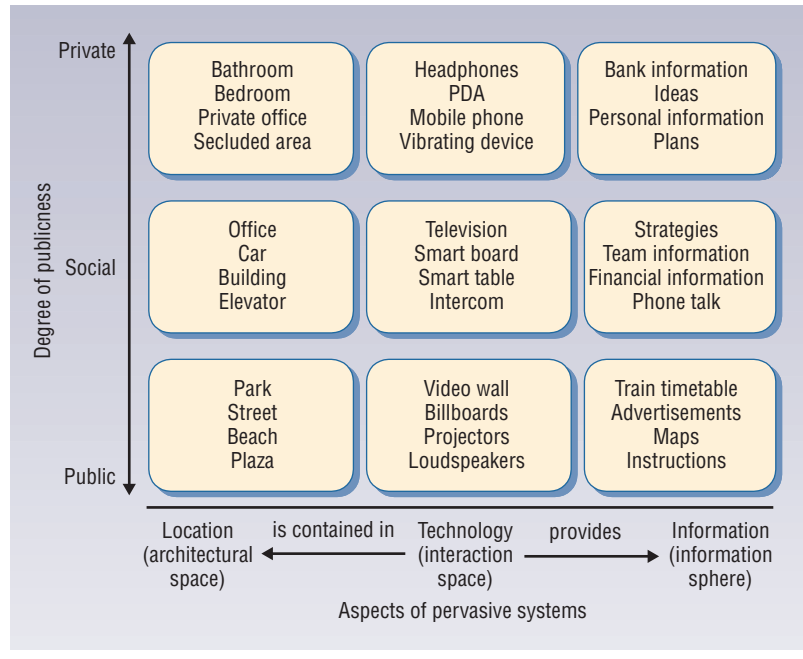 Private
Bathroom
Bedroom
Private office
Secluded area
Headphones
PDA
Mobile phone
Vibrating device
Bank information
Ideas
Personal information
Plans
Degree of publicness
Social
Office
Car
Building
Elevator
Television
Smart board
Smart table
Intercom
Strategies
Team information
Financial information
Phone talk
Park
Street
Beach
Plaza
Video wall
Billboards
Projectors
Loudspeakers
Train timetable
Advertisements
Maps
Instructions
Public
Location
(architectural
space)
is contained in
Technology
(interaction
space)
provides
Information
(information
sphere)
Aspects of pervasive systems